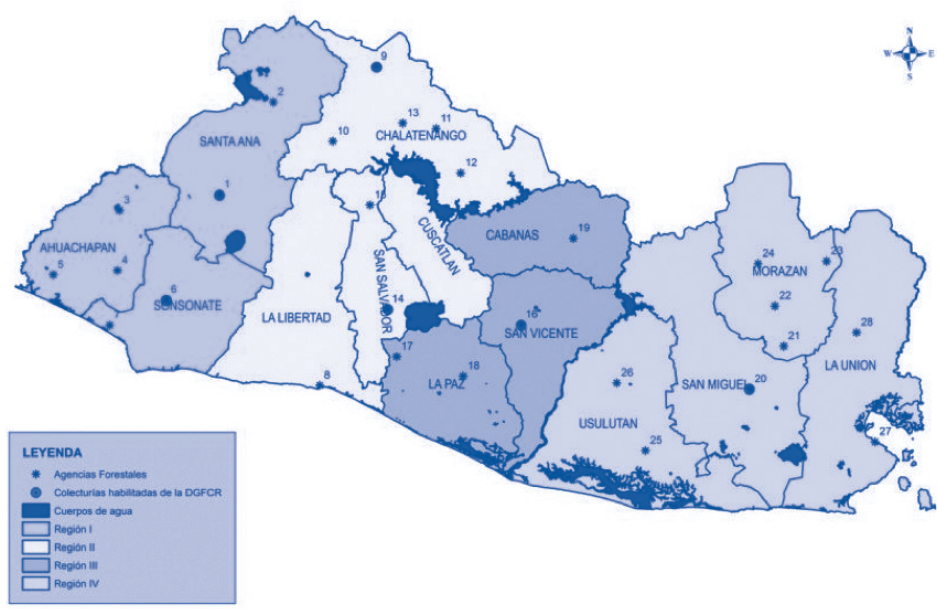 9
N
W E
S
2
13
11
10
CHALATENANGO
SANTA ANA
12
1
15
3
CUSCATLAN
CABANAS
19
AHUACHAPAN
5
4
24
23
MORAZAN
6
SONSONATE
SAN SALVADOR
14
LA LIBERTAD
16
SAN VICENTE
22
28
21
17
18
LA PAZ
LA UNION
8
26
SAN MIGUEL
20
USULUTAN
25
27
LEYENDA
Agencias Forestales
Colecturías habilitadas de la DGFCR
Cuerpos de agua
Región I
Región II
Región III
Región IV